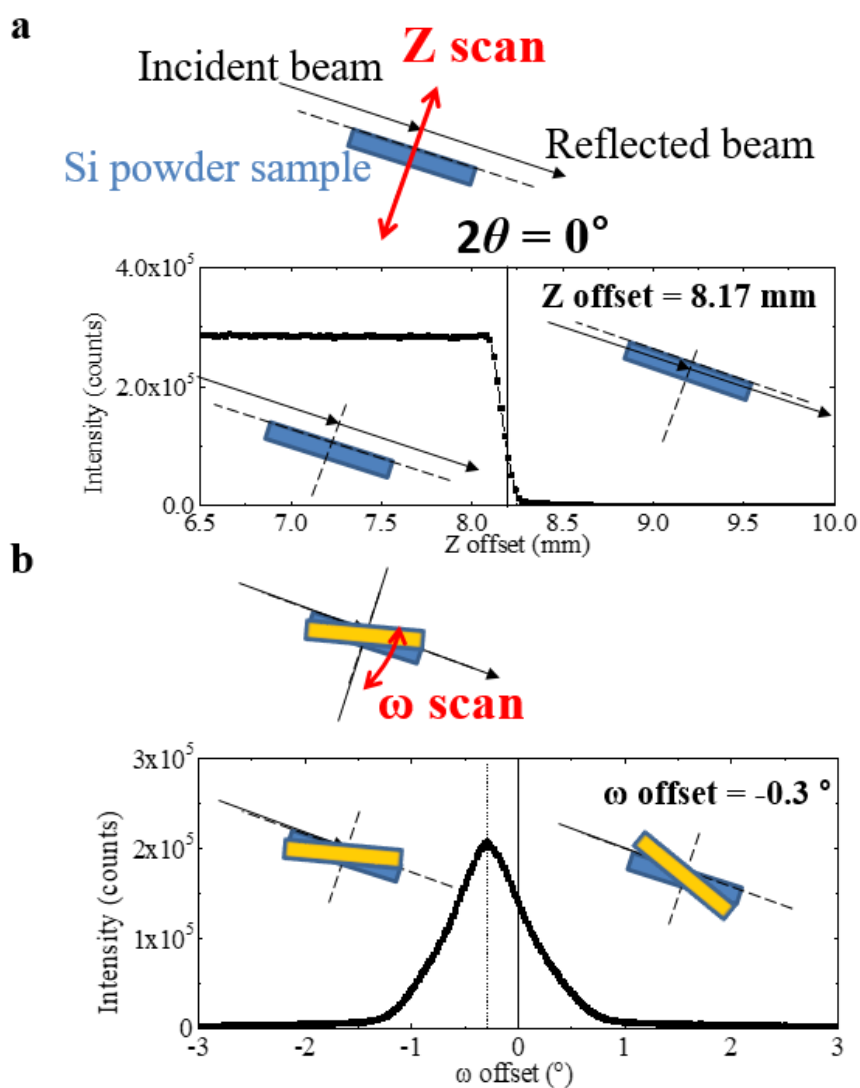 a
Z scan
Incident beam
Reflected beam
Si powder sample
2θ = 0°
4.0x10⁵
Z offset = 8.17 mm
2.0x10⁵
Intensity (counts)
0.0
6.5 7.0 7.5 8.0 8.5 9.0 9.5 10.0
Z offset (mm)
b
ω scan
3x10⁵
ω offset = -0.3 °
2x10⁵
Intensity (counts)
1x10⁵
0
-3 -2 -1 0 1 2 3
ω offset (°)